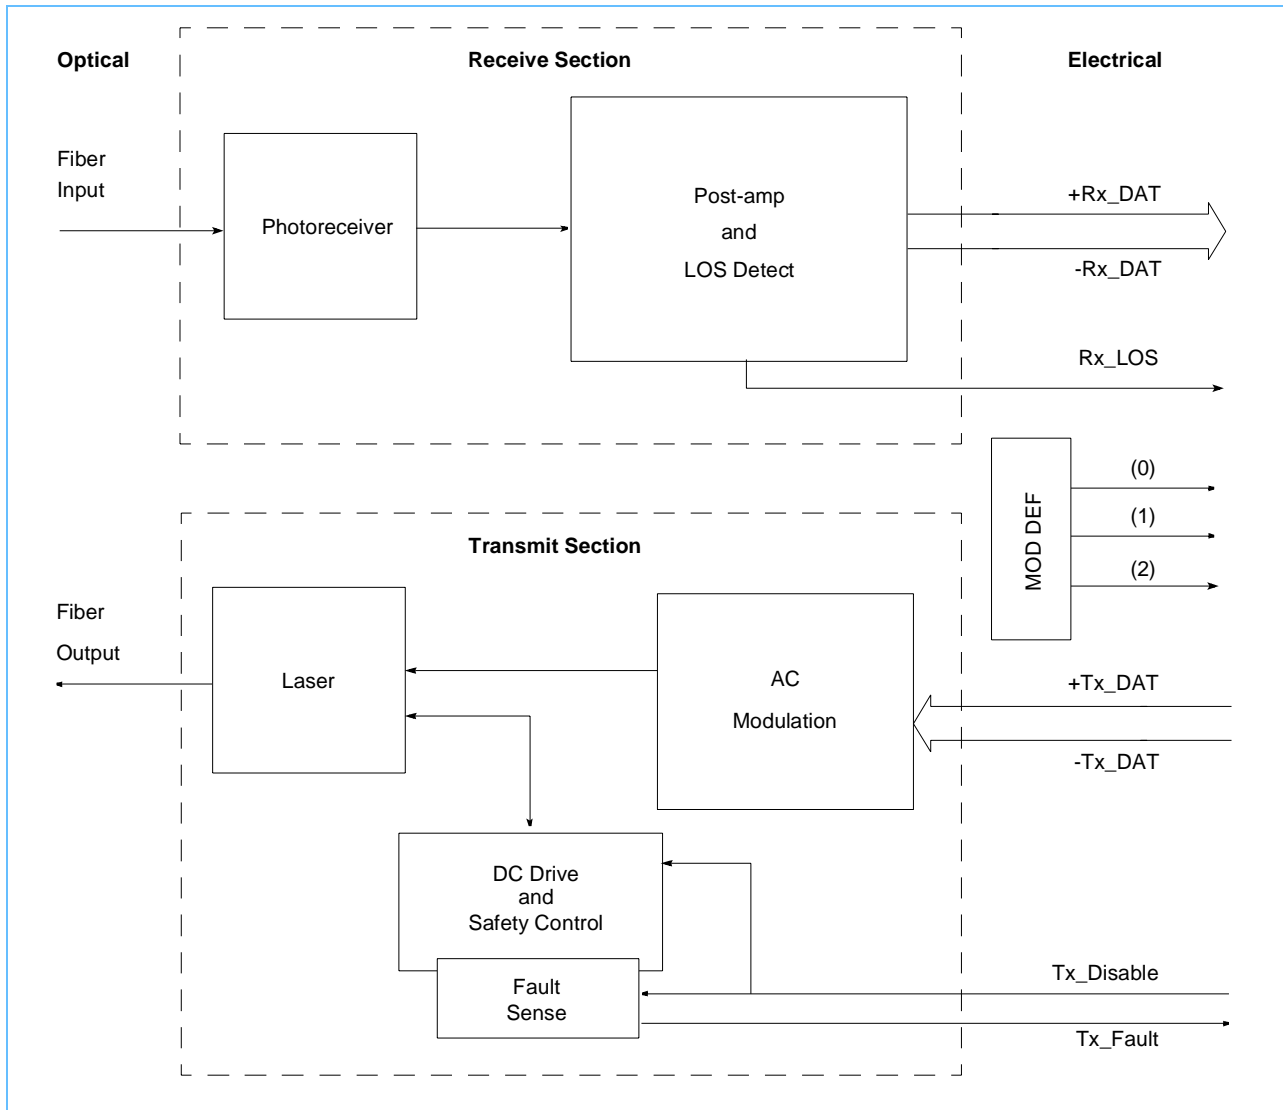 Optical
Receive Section
Electrical
Fiber
Input
Photoreceiver
Post-amp
and
LOS Detect
+Rx_DAT
-Rx_DAT
Rx_LOS
MOD DEF
(0)
(1)
(2)
Transmit Section
Fiber
Output
Laser
AC
Modulation
+Tx_DAT
-Tx_DAT
DC Drive
and
Safety Control
Fault
Sense
Tx_Disable
Tx_Fault